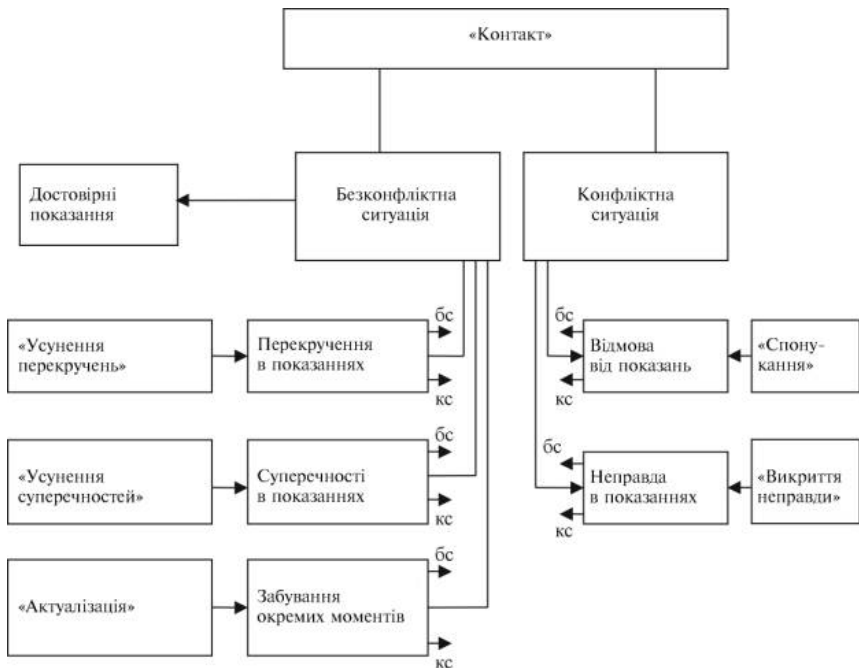 «Контакт»
Достовірні
показання
Безконфліктна
ситуація
Конфліктна
ситуація
«Усунення
перекручень»
Перекручення
в показаннях
бс
кс
бс
кс
Відмова
від показань
«Спону-
кання»
«Усунення
суперечностей»
Суперечності
в показаннях
бс
кс
бс
кс
Неправда
в показаннях
«Викриття
неправди»
«Актуалізація»
Забування
окремих моментів
бс
кс